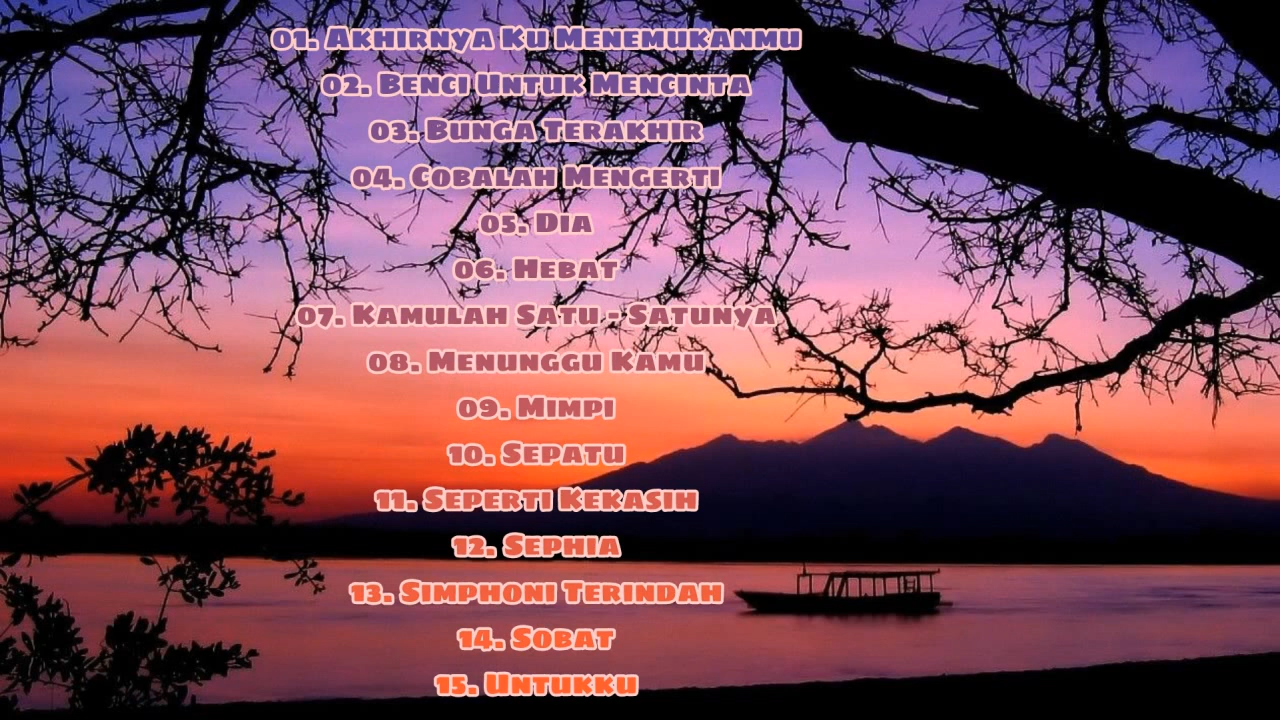 01. Akhirnya Ku Menemukanmu
02. Benci Untuk Mencinta
03. Bunga Terakhir
04. Cobalah Mengerti
05. Dia
06. Hebat
07. Kamulah Satu - Satunya
08. Menunggu Kamu
09. Mimpi
10. Sepatu
11. Seperti Kekasih
12. Sephia
13. Simphoni Terindah
14. Sobat
15. Untukku